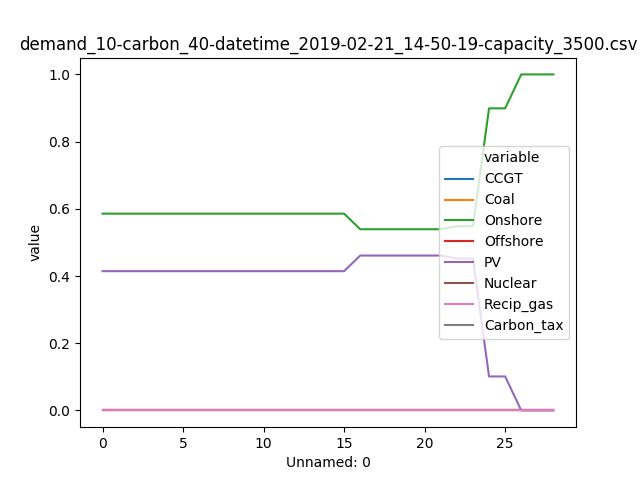 demand_10-carbon_40-datetime_2019-02-21_14-50-19-capacity_3500.csv
1.0
0.8
0.6
0.4
0.2
0.0
value
variable
CCGT
Coal
Onshore
Offshore
PV
Nuclear
Recip_gas
Carbon_tax
0 5 10 15 20 25
Unnamed: 0